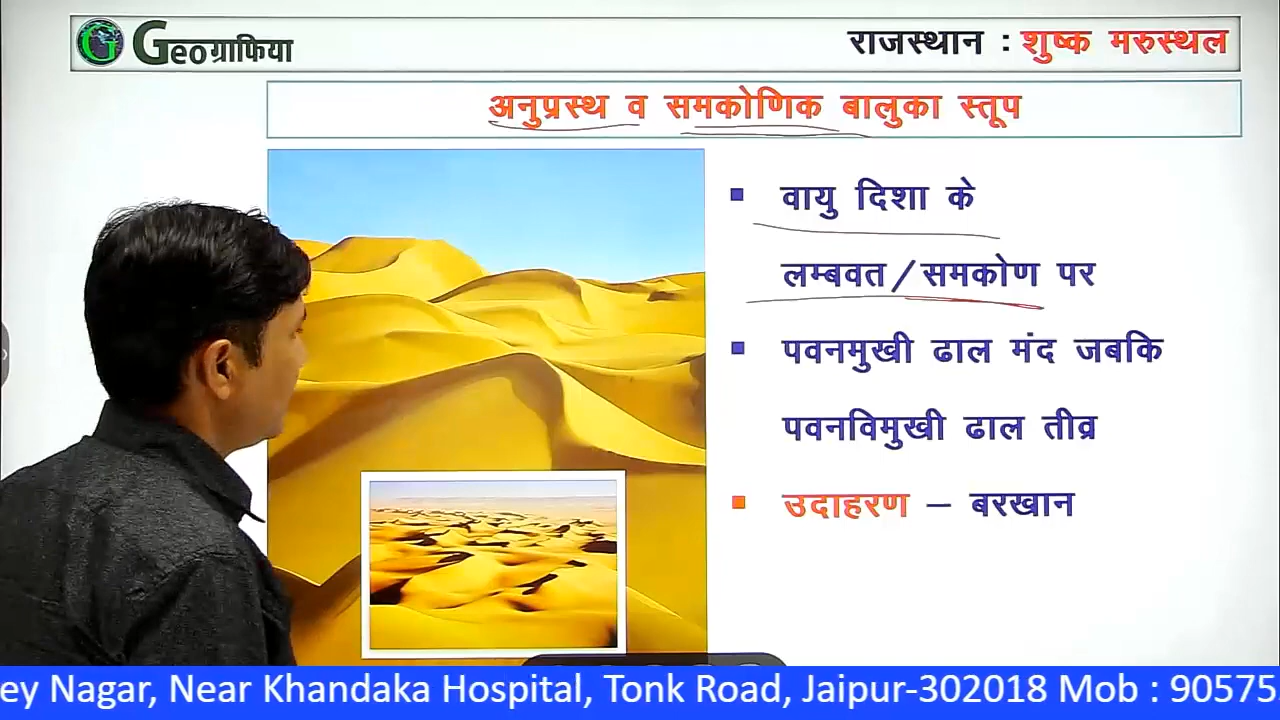 Geoग्राफिया
राजस्थान : शुष्क मरुस्थल
अनुप्रस्थ व समकोणिक बालुका स्तूप
▪ वायु दिशा के
लम्बवत/समकोण पर
▪ पवनमुखी ढाल मंद जबकि
पवनविमुखी ढाल तीव्र
▪ उदाहरण – बरखान
ey Nagar, Near Khandaka Hospital, Tonk Road, Jaipur-302018 Mob : 90575